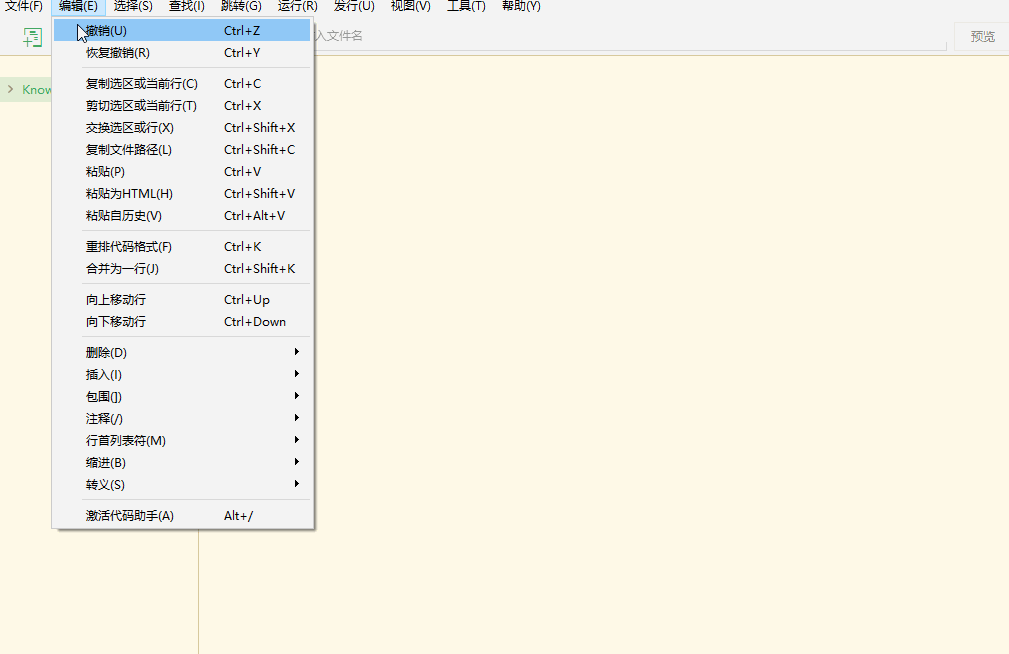 文件(F) 编辑(E) 选择(S) 查找(I) 跳转(G) 运行(R) 发行(U) 视图(V) 工具(T) 帮助(Y)
入文件名 预览
撤销(U) Ctrl+Z
恢复撤销(R) Ctrl+Y
复制选区或当前行(C) Ctrl+C
Know
剪切选区或当前行(T) Ctrl+X
交换选区或行(X) Ctrl+Shift+X
复制文件路径(L) Ctrl+Shift+C
粘贴(P) Ctrl+V
粘贴为HTML(H) Ctrl+Shift+V
粘贴自历史(V) Ctrl+Alt+V
重排代码格式(F) Ctrl+K
合并为一行(J) Ctrl+Shift+K
向上移动行 Ctrl+Up
向下移动行 Ctrl+Down
删除(D)
插入(I)
包围(])
注释(/)
行首列表符(M)
缩进(B)
转义(S)
激活代码助手(A) Alt+/